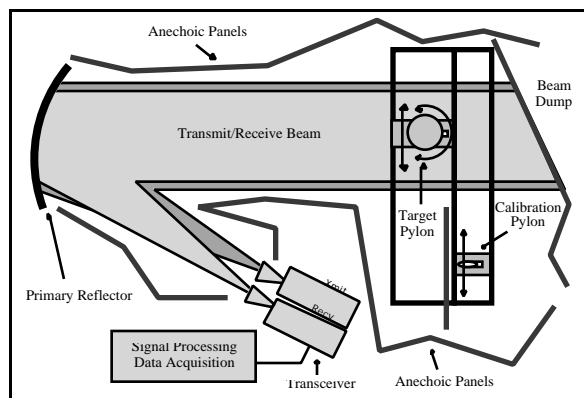 Anechoic Panels
Beam
Dump
Transmit/Receive Beam
Target
Pylon
Calibration
Pylon
Primary Reflector
Xmit
Recv
Signal Processing
Data Acquisition
Transceiver
Anechoic Panels